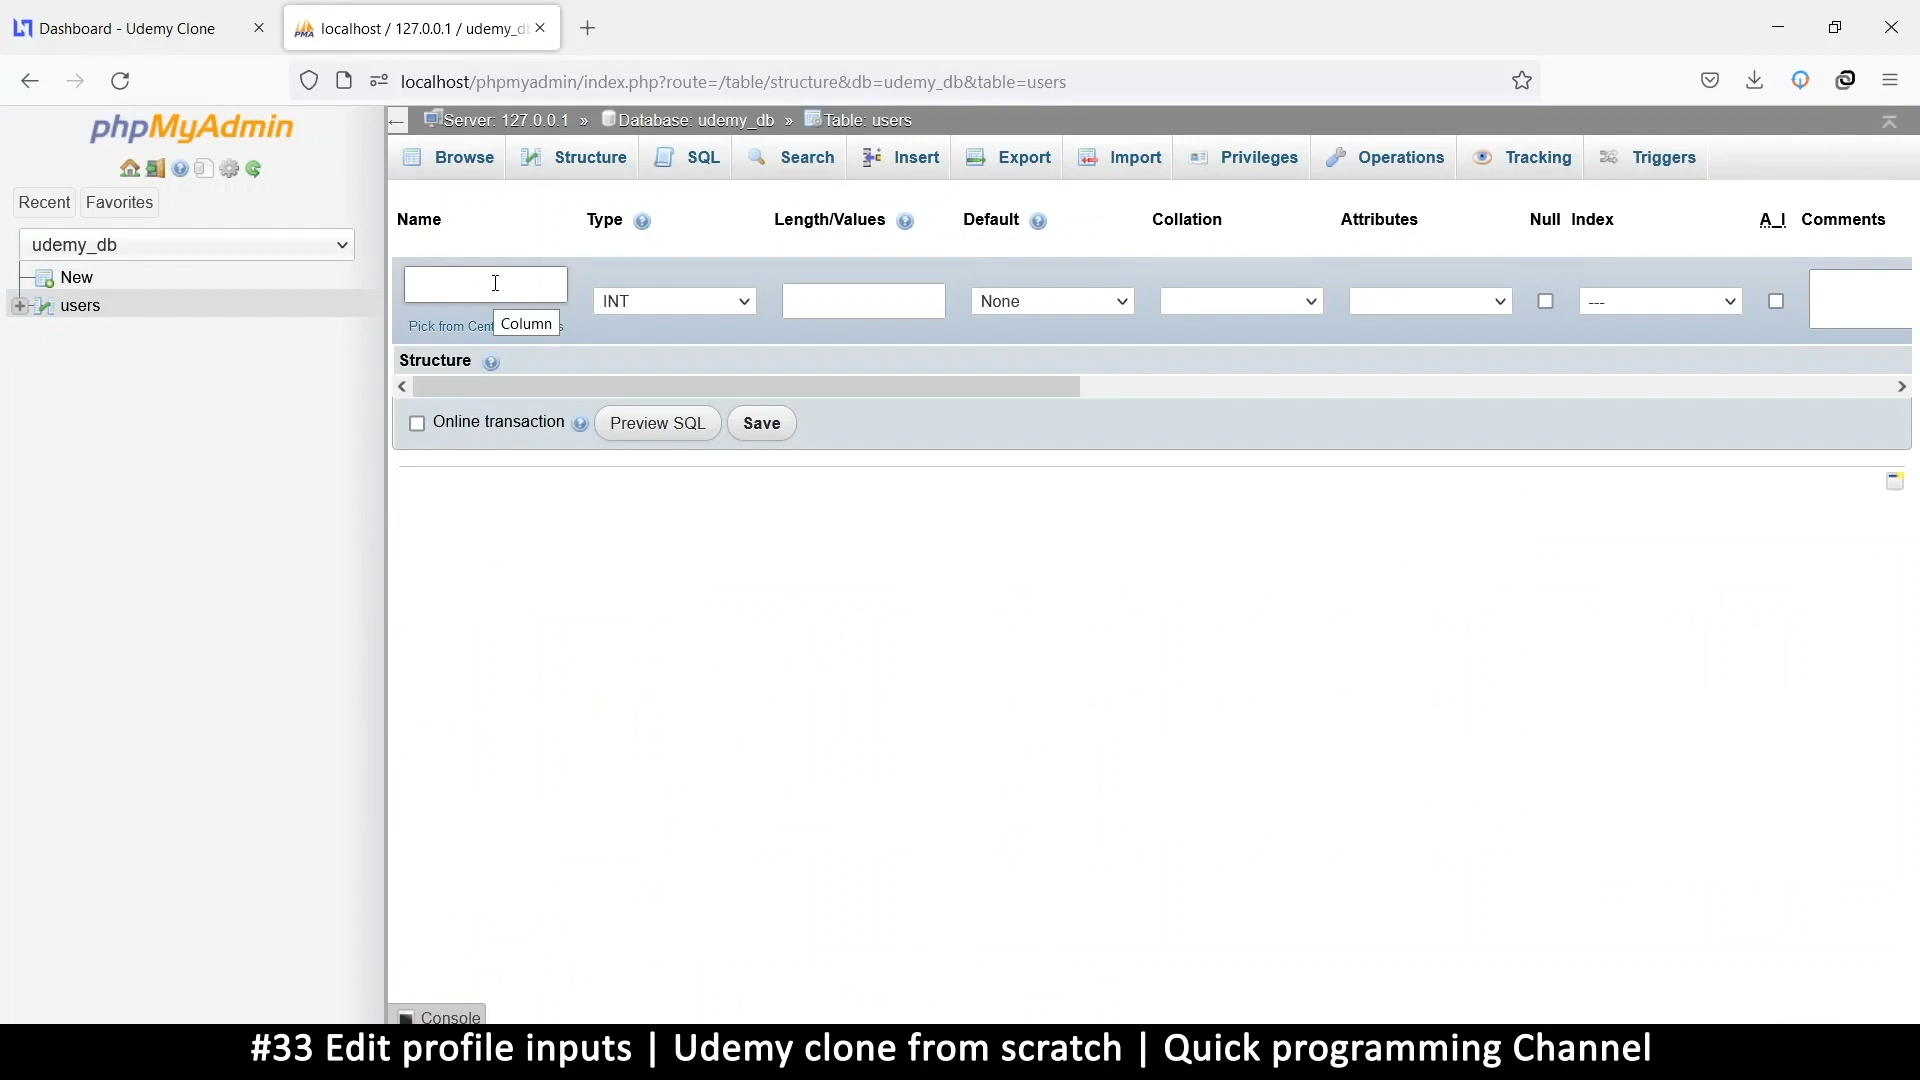 Dashboard - Udemy Clone
localhost / 127.0.0.1 / udemy_d
localhost/phpmyadmin/index.php?route=/table/structure&db=udemy_db&table=users
phpMyAdmin
Server: 127.0.0.1 » Database: udemy_db » Table: users
Browse Structure SQL Search Insert Export Import Privileges Operations Tracking Triggers
Recent Favorites
udemy_db
New
users
Name Type Length/Values Default Collation Attributes Null Index A_I Comments
INT None ---
Pick from Cent
Column
Structure
Online transaction Preview SQL Save
Console
#33 Edit profile inputs | Udemy clone from scratch | Quick programming Channel